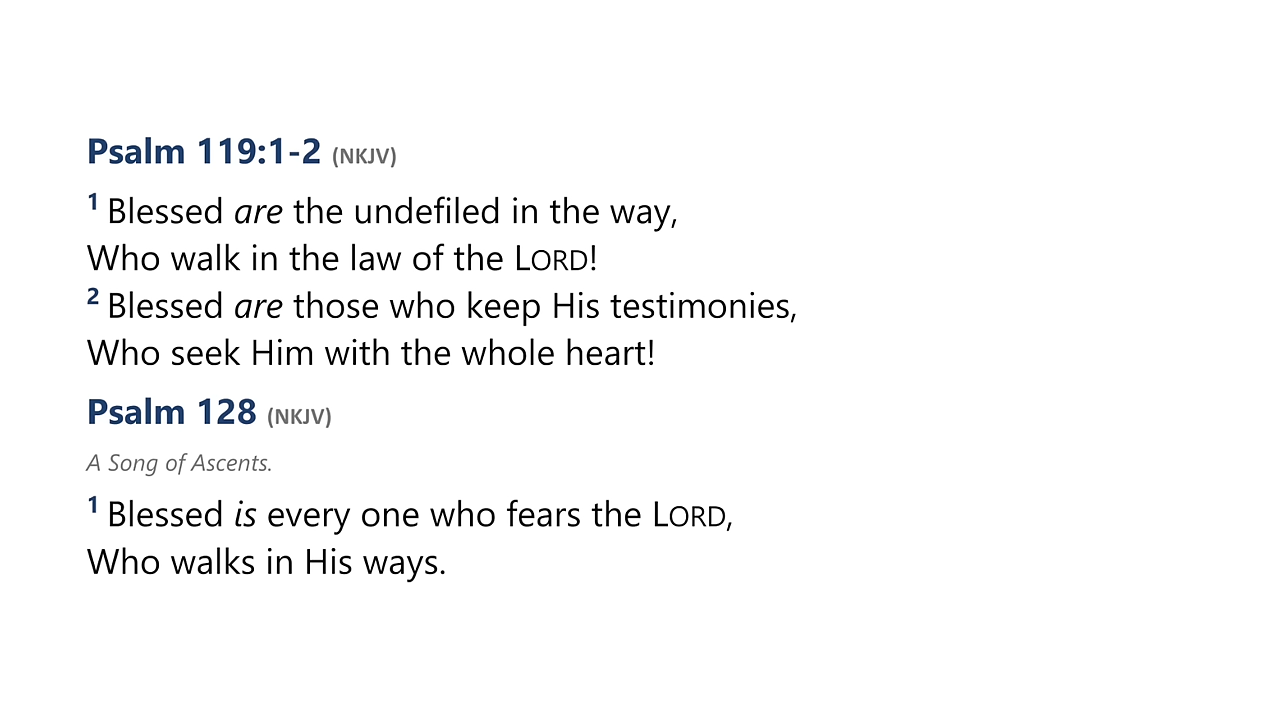 Psalm 119:1-2 (NKJV)
1 Blessed are the undefiled in the way,
Who walk in the law of the LORD!
2 Blessed are those who keep His testimonies,
Who seek Him with the whole heart!
Psalm 128 (NKJV)
A Song of Ascents.
1 Blessed is every one who fears the LORD,
Who walks in His ways.